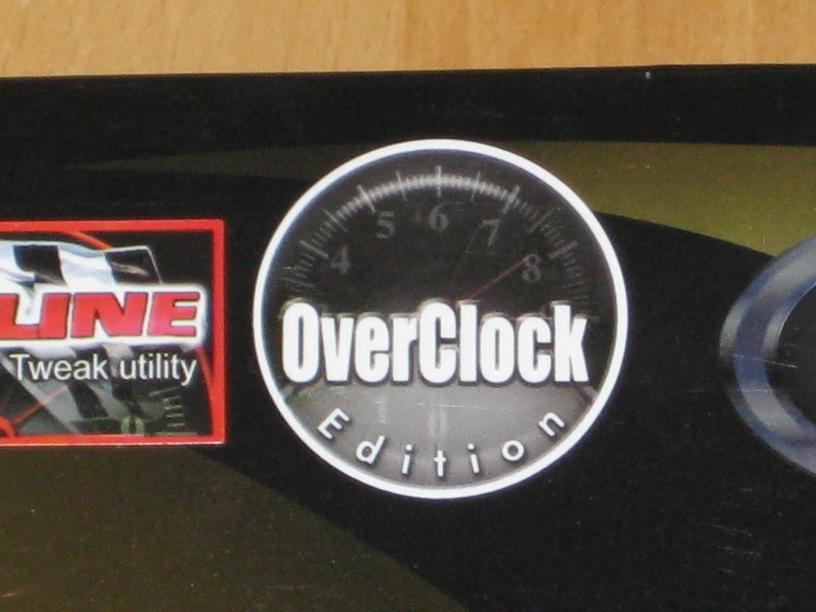 LINE
Tweak utility
4 5 6 7 8
OverClock
Edition